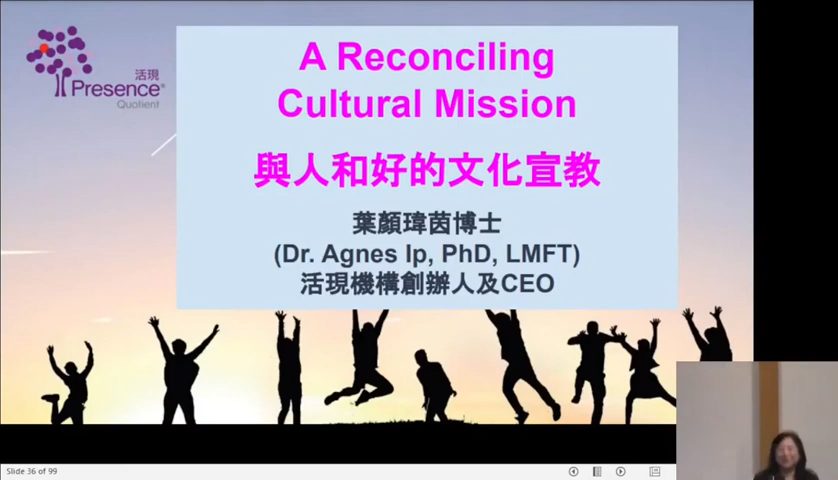 活現
Presence®
Quotient
A Reconciling
Cultural Mission
與人和好的文化宣教
葉顏瑋茵博士
(Dr. Agnes Ip, PhD, LMFT)
活現機構創辦人及CEO
Slide 36 of 99